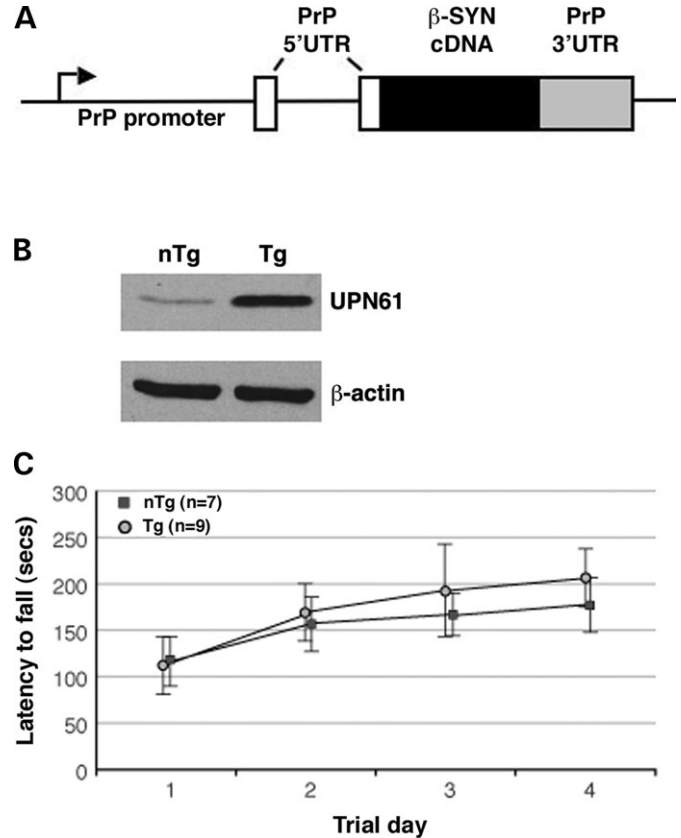 A
PrP
5’UTR
β-SYN
cDNA
PrP
3’UTR
PrP promoter
B
nTg Tg
UPN61
β-actin
C
300
250
200
150
100
50
0
nTg (n=7)
Tg (n=9)
Latency to fall (secs)
1 2 3 4
Trial day